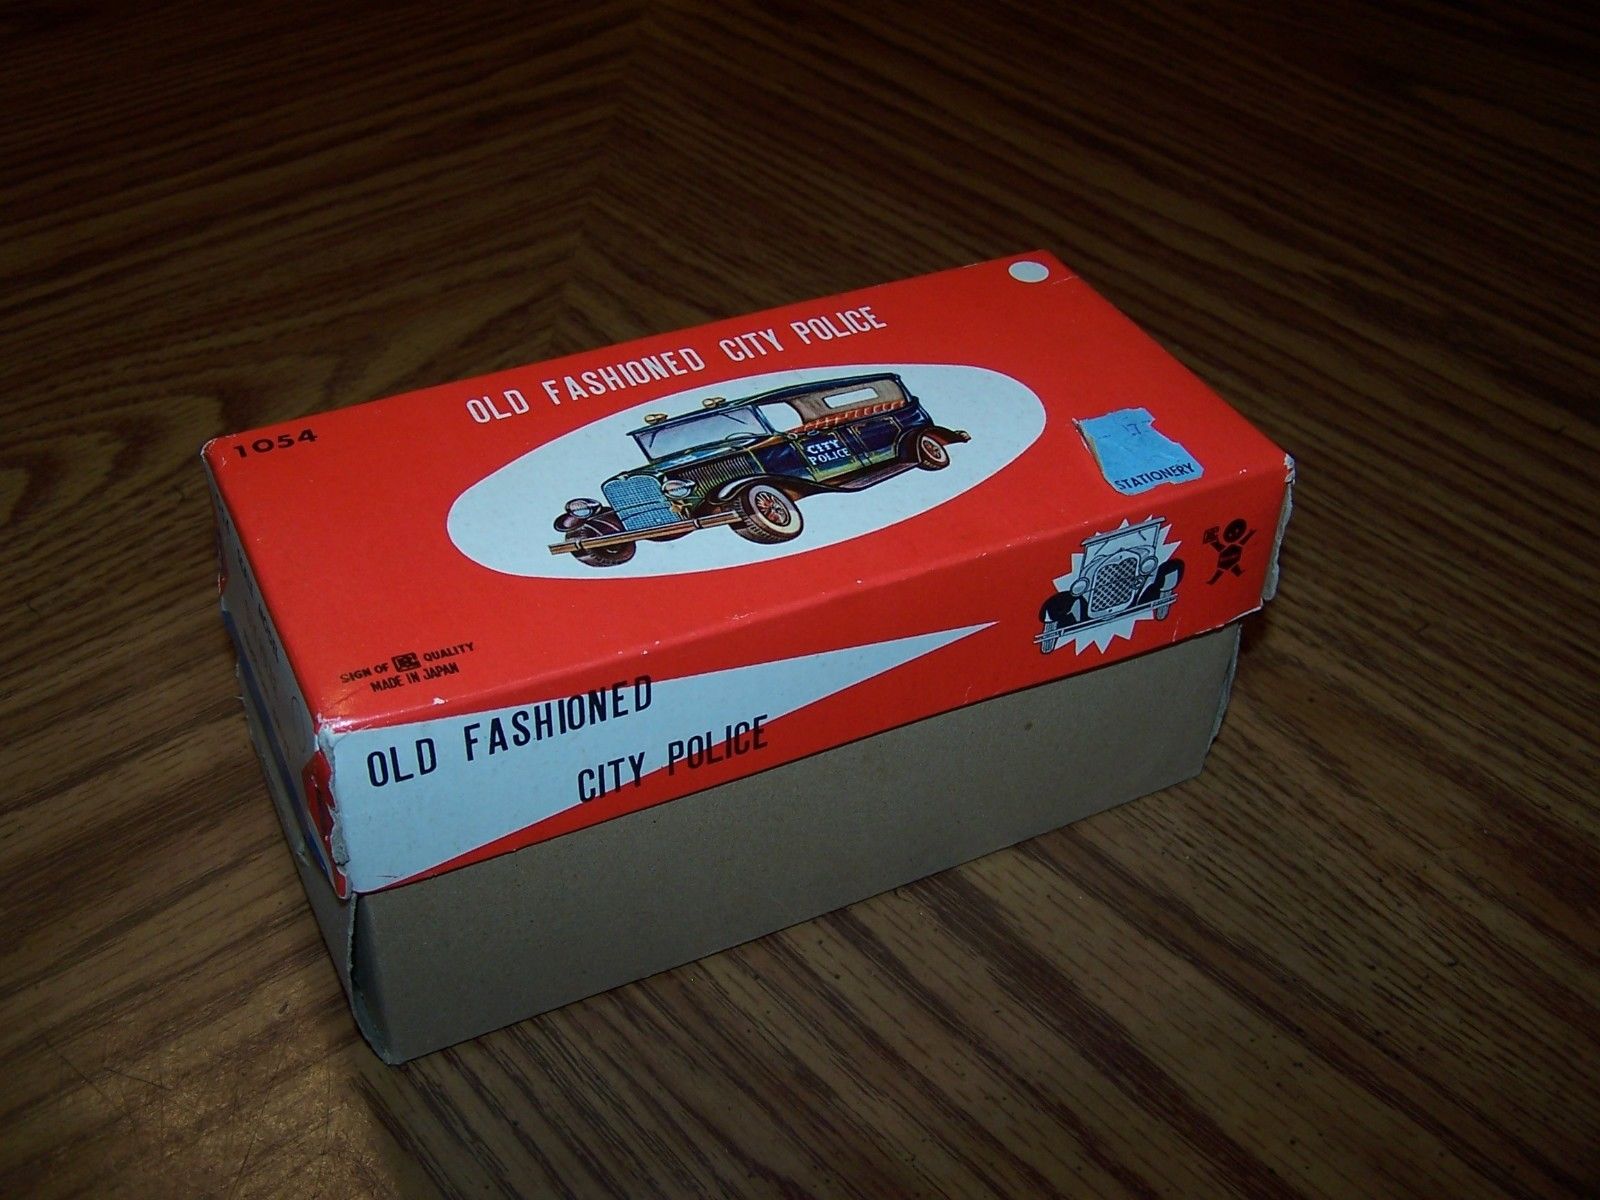 1054
OLD FASHIONED CITY POLICE
CITY
POLICE
STATIONERY
SIGN OF QUALITY
MADE IN JAPAN
OLD FASHIONED
CITY POLICE